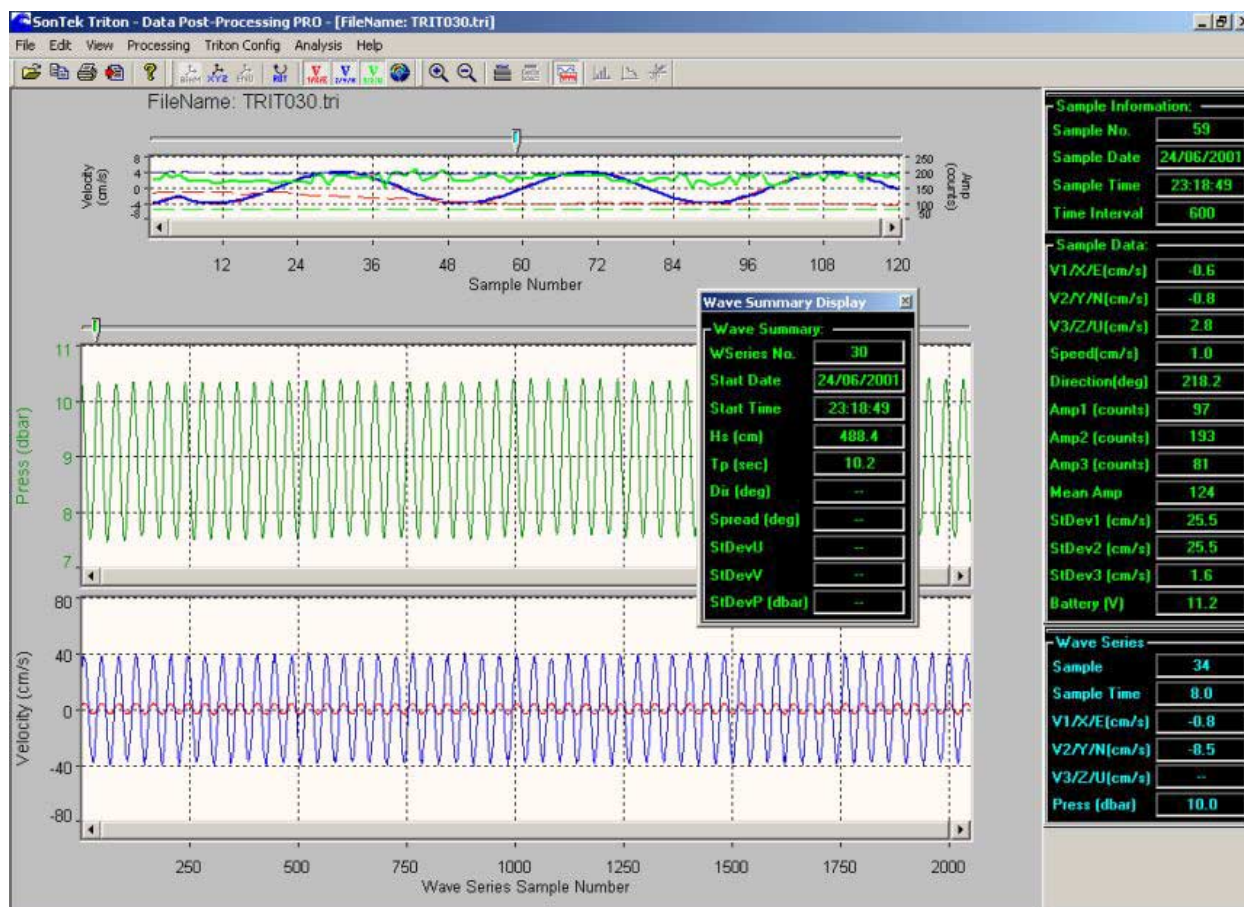 SonTek Triton - Data Post-Processing PRO - [FileName: TRIT030.tri]
File Edit View Processing Triton Config Analysis Help
FileName: TRIT030.tri
Velocity (cm/s)
8
4
0
-4
-8
250
200
150
100
50
Amp (counts)
12 24 36 48 60 72 84 96 108 120
Sample Number
Press (dbar)
11
10
9
8
7
Velocity (cm/s)
80
40
0
-40
-80
250 500 750 1000 1250 1500 1750 2000
Wave Series Sample Number
Wave Summary Display
Wave Summary:
WSeries No. 30
Start Date 24/06/2001
Start Time 23:18:49
Hs (cm) 488.4
Tp (sec) 10.2
Dir (deg) --
Spread (deg) --
StDevU --
StDevV --
StDevP (dbar) --
Sample Information:
Sample No. 59
Sample Date 24/06/2001
Sample Time 23:18:49
Time Interval 600
Sample Data:
V1/X/E(cm/s) -0.6
V2/Y/N(cm/s) -0.8
V3/Z/U(cm/s) 2.8
Speed(cm/s) 1.0
Direction(deg) 218.2
Amp1 (counts) 97
Amp2 (counts) 193
Amp3 (counts) 81
Mean Amp 124
StDev1 (cm/s) 25.5
StDev2 (cm/s) 25.5
StDev3 (cm/s) 1.6
Battery (V) 11.2
Wave Series
Sample 34
Sample Time 8.0
V1/X/E(cm/s) -0.8
V2/Y/N(cm/s) -8.5
V3/Z/U(cm/s) --
Press (dbar) 10.0